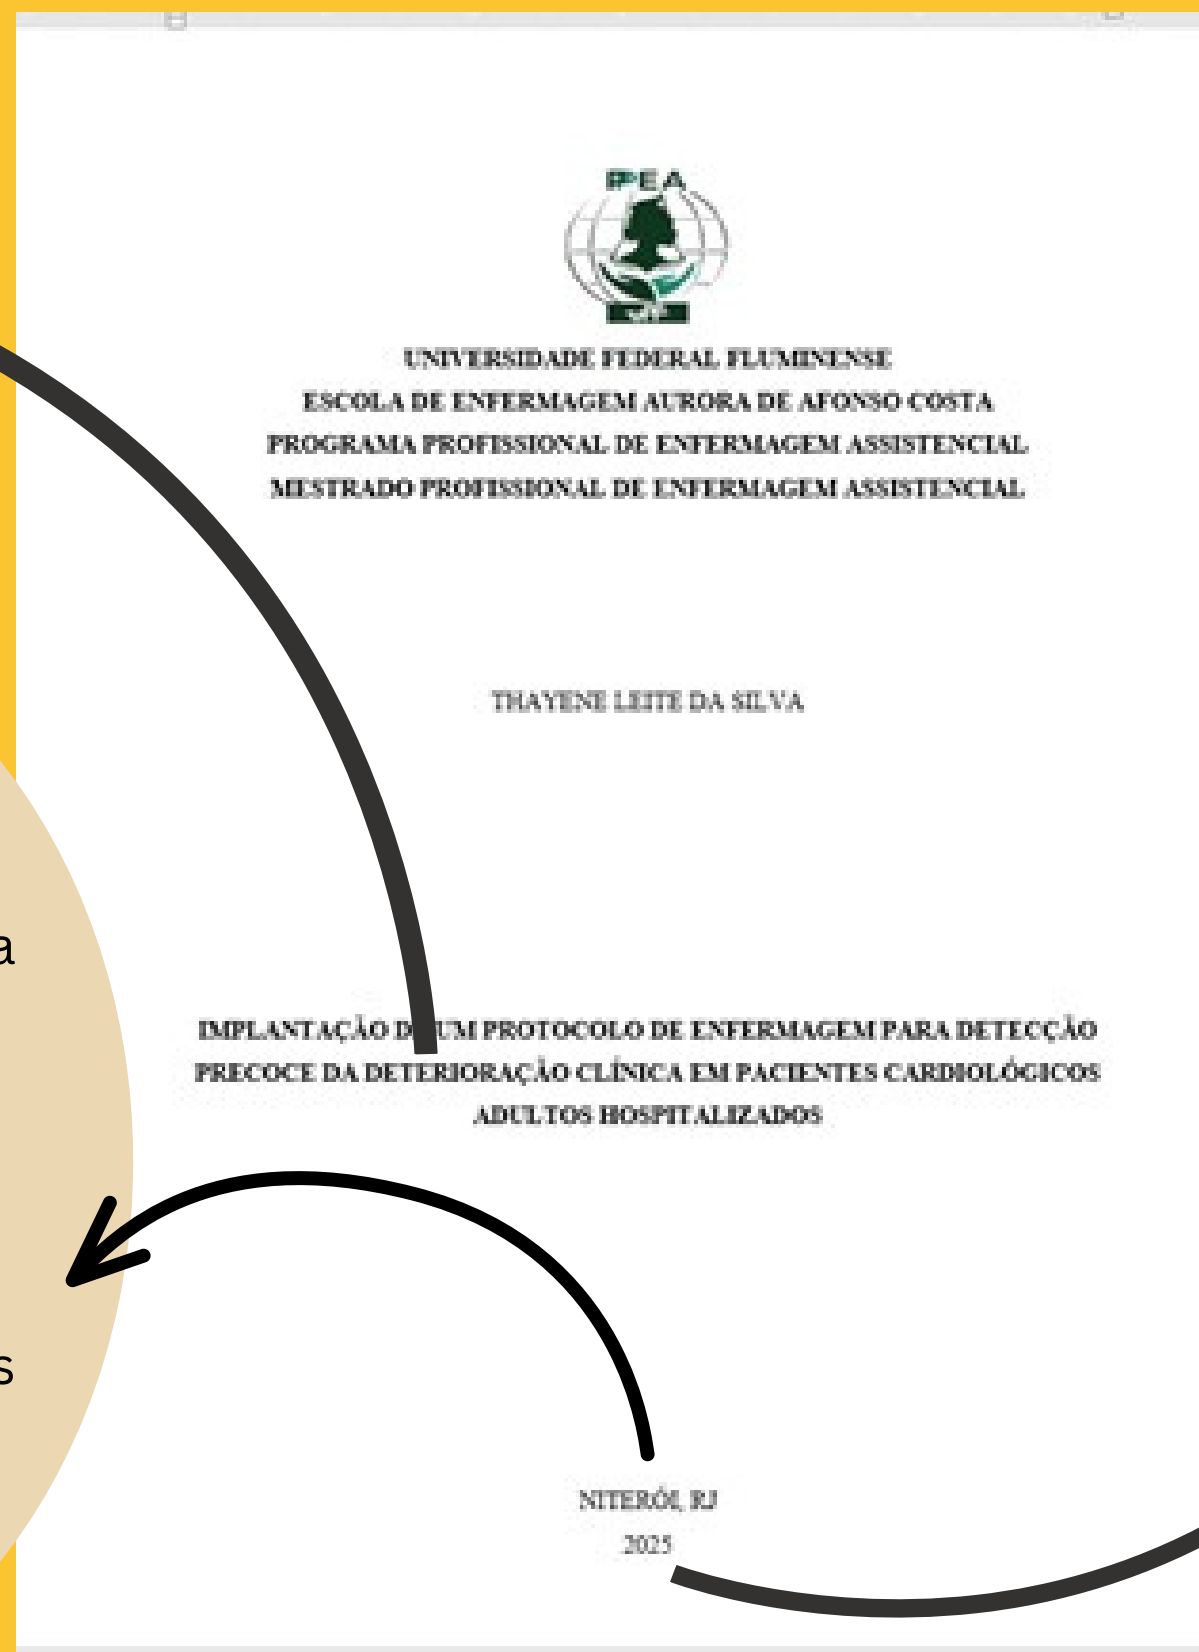 UNIVERSIDADE FEDERAL FLUMINENSE
ESCOLA DE ENFERMAGEM AURORA DE AFONSO COSTA
PROGRAMA PROFISSIONAL DE ENFERMAGEM ASSISTENCIAL
MESTRADO PROFISSIONAL DE ENFERMAGEM ASSISTENCIAL
THAYENE LEITE DA SILVA
a
IMPLANTAÇÃO DE UM PROTOCOLO DE ENFERMAGEM PARA DETECÇÃO
PRECOCE DA DETERIORAÇÃO CLÍNICA EM PACIENTES CARDIOLÓGICOS
ADULTOS HOSPITALIZADOS
s
NITERÓI, RJ
2025